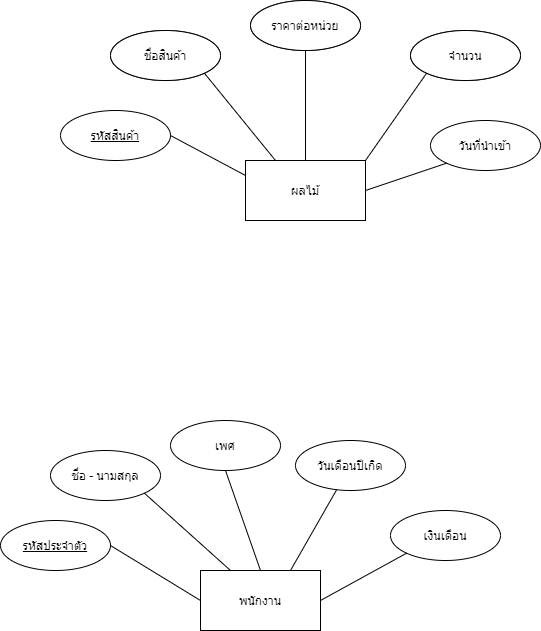 ราคาต่อหน่วย
ชื่อสินค้า
จำนวน
รหัสสินค้า
วันที่นำเข้า
ผลไม้
เพศ
ชื่อ - นามสกุล
วันเดือนปีเกิด
รหัสประจำตัว
เงินเดือน
พนักงาน